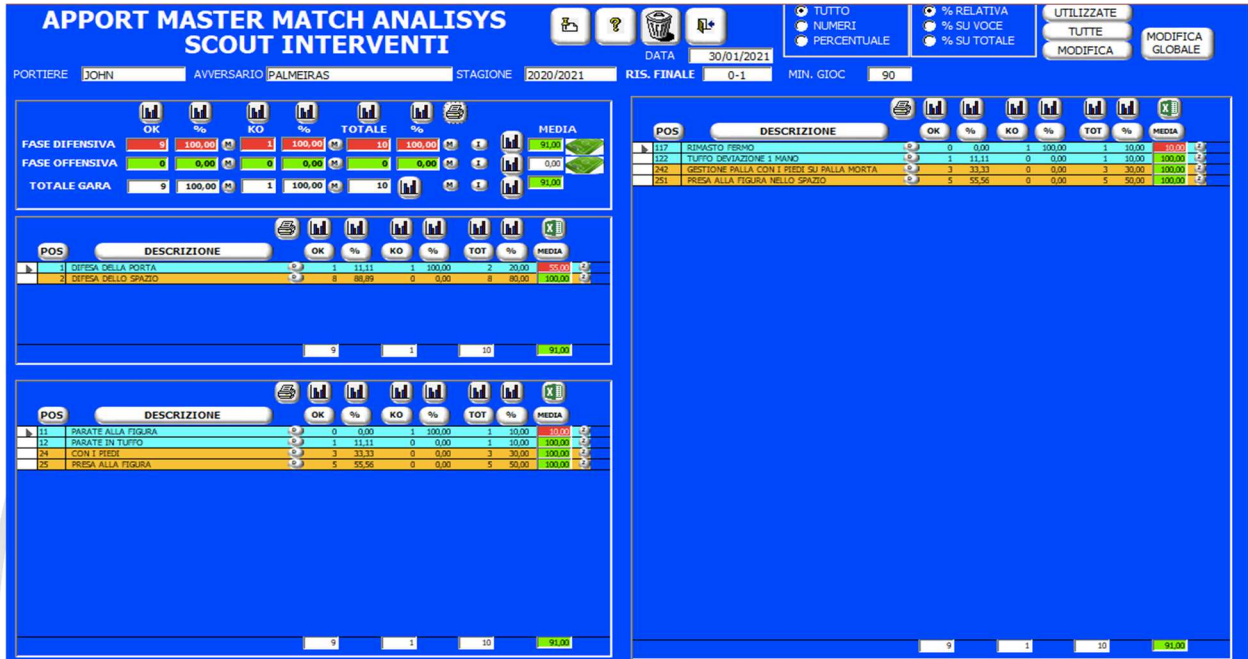 APPORT MASTER MATCH ANALISYS
SCOUT INTERVENTI
?
TUTTO
NUMERI
PERCENTUALE
% RELATIVA
% SU VOCE
% SU TOTALE
UTILIZZATE
TUTTE
MODIFICA
MODIFICA GLOBALE
DATA 30/01/2021
PORTIERE JOHN AVVERSARIO PALMEIRAS STAGIONE 2020/2021 RIS. FINALE 0-1 MIN. GIOC 90
OK % KO % TOTALE % MEDIA
FASE DIFENSIVA 9 100,00 M 1 100,00 M 10 100,00 M I 91,00
FASE OFFENSIVA 0 0,00 M 0 0,00 M 0 0,00 M I 0,00
TOTALE GARA 9 100,00 M 1 100,00 M 10 M I 91,00
POS DESCRIZIONE OK % KO % TOT % MEDIA
1 DIFESA DELLA PORTA 1 11,11 1 100,00 2 20,00 55,00
2 DIFESA DELLO SPAZIO 8 88,89 0 0,00 8 80,00 100,00
9 1 10 91,00
POS DESCRIZIONE OK % KO % TOT % MEDIA
11 PARATE ALLA FIGURA 0 0,00 1 100,00 1 10,00 10,00
12 PARATE IN TUFFO 1 11,11 0 0,00 1 10,00 100,00
24 CON I PIEDI 3 33,33 0 0,00 3 30,00 100,00
25 PRESA ALLA FIGURA 5 55,56 0 0,00 5 50,00 100,00
9 1 10 91,00
POS DESCRIZIONE OK % KO % TOT % MEDIA
117 RIMASTO FERMO 0 0,00 1 100,00 1 10,00 10,00
122 TUFFO DEVIAZIONE 1 MANO 1 11,11 0 0,00 1 10,00 100,00
242 GESTIONE PALLA CON I PIEDI SU PALLA MORTA 3 33,33 0 0,00 3 30,00 100,00
251 PRESA ALLA FIGURA NELLO SPAZIO 5 55,56 0 0,00 5 50,00 100,00
9 1 10 91,00